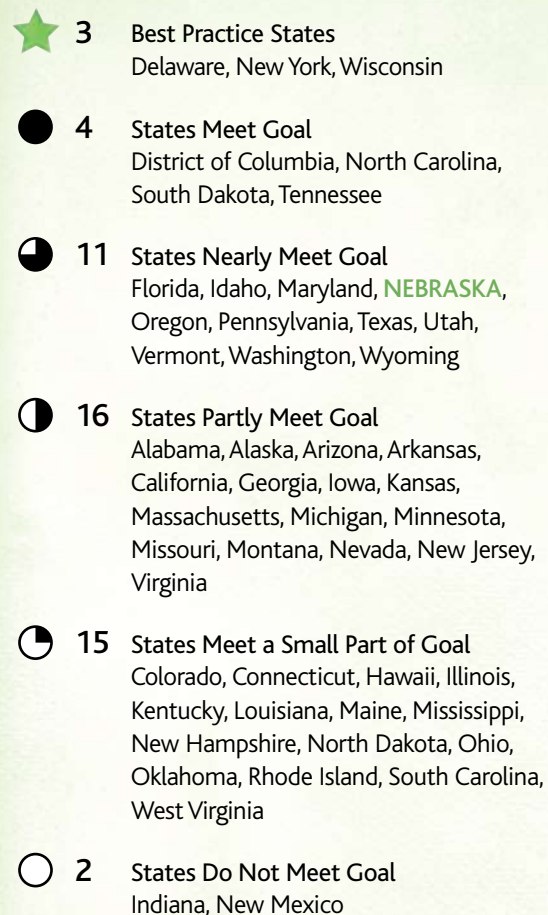 3 Best Practice States
Delaware, New York, Wisconsin
4 States Meet Goal
District of Columbia, North Carolina,
South Dakota, Tennessee
11 States Nearly Meet Goal
Florida, Idaho, Maryland, NEBRASKA,
Oregon, Pennsylvania, Texas, Utah,
Vermont, Washington, Wyoming
16 States Partly Meet Goal
Alabama, Alaska, Arizona, Arkansas,
California, Georgia, Iowa, Kansas,
Massachusetts, Michigan, Minnesota,
Missouri, Montana, Nevada, New Jersey,
Virginia
15 States Meet a Small Part of Goal
Colorado, Connecticut, Hawaii, Illinois,
Kentucky, Louisiana, Maine, Mississippi,
New Hampshire, North Dakota, Ohio,
Oklahoma, Rhode Island, South Carolina,
West Virginia
2 States Do Not Meet Goal
Indiana, New Mexico